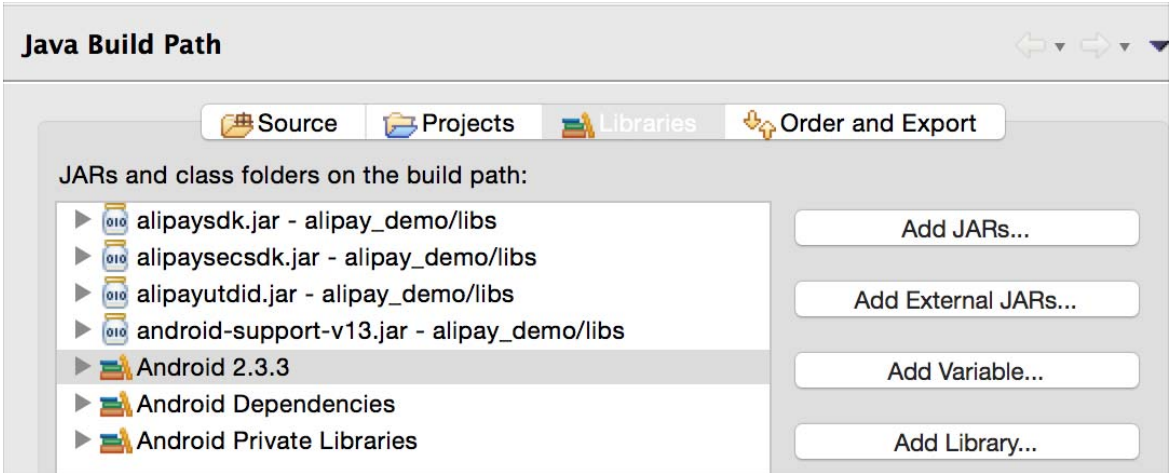 Java Build Path
Source Projects Libraries Order and Export
JARs and class folders on the build path:
alipaysdk.jar - alipay_demo/libs
alipaysecsdk.jar - alipay_demo/libs
alipayutdid.jar - alipay_demo/libs
android-support-v13.jar - alipay_demo/libs
Android 2.3.3
Android Dependencies
Android Private Libraries
Add JARs...
Add External JARs...
Add Variable...
Add Library...